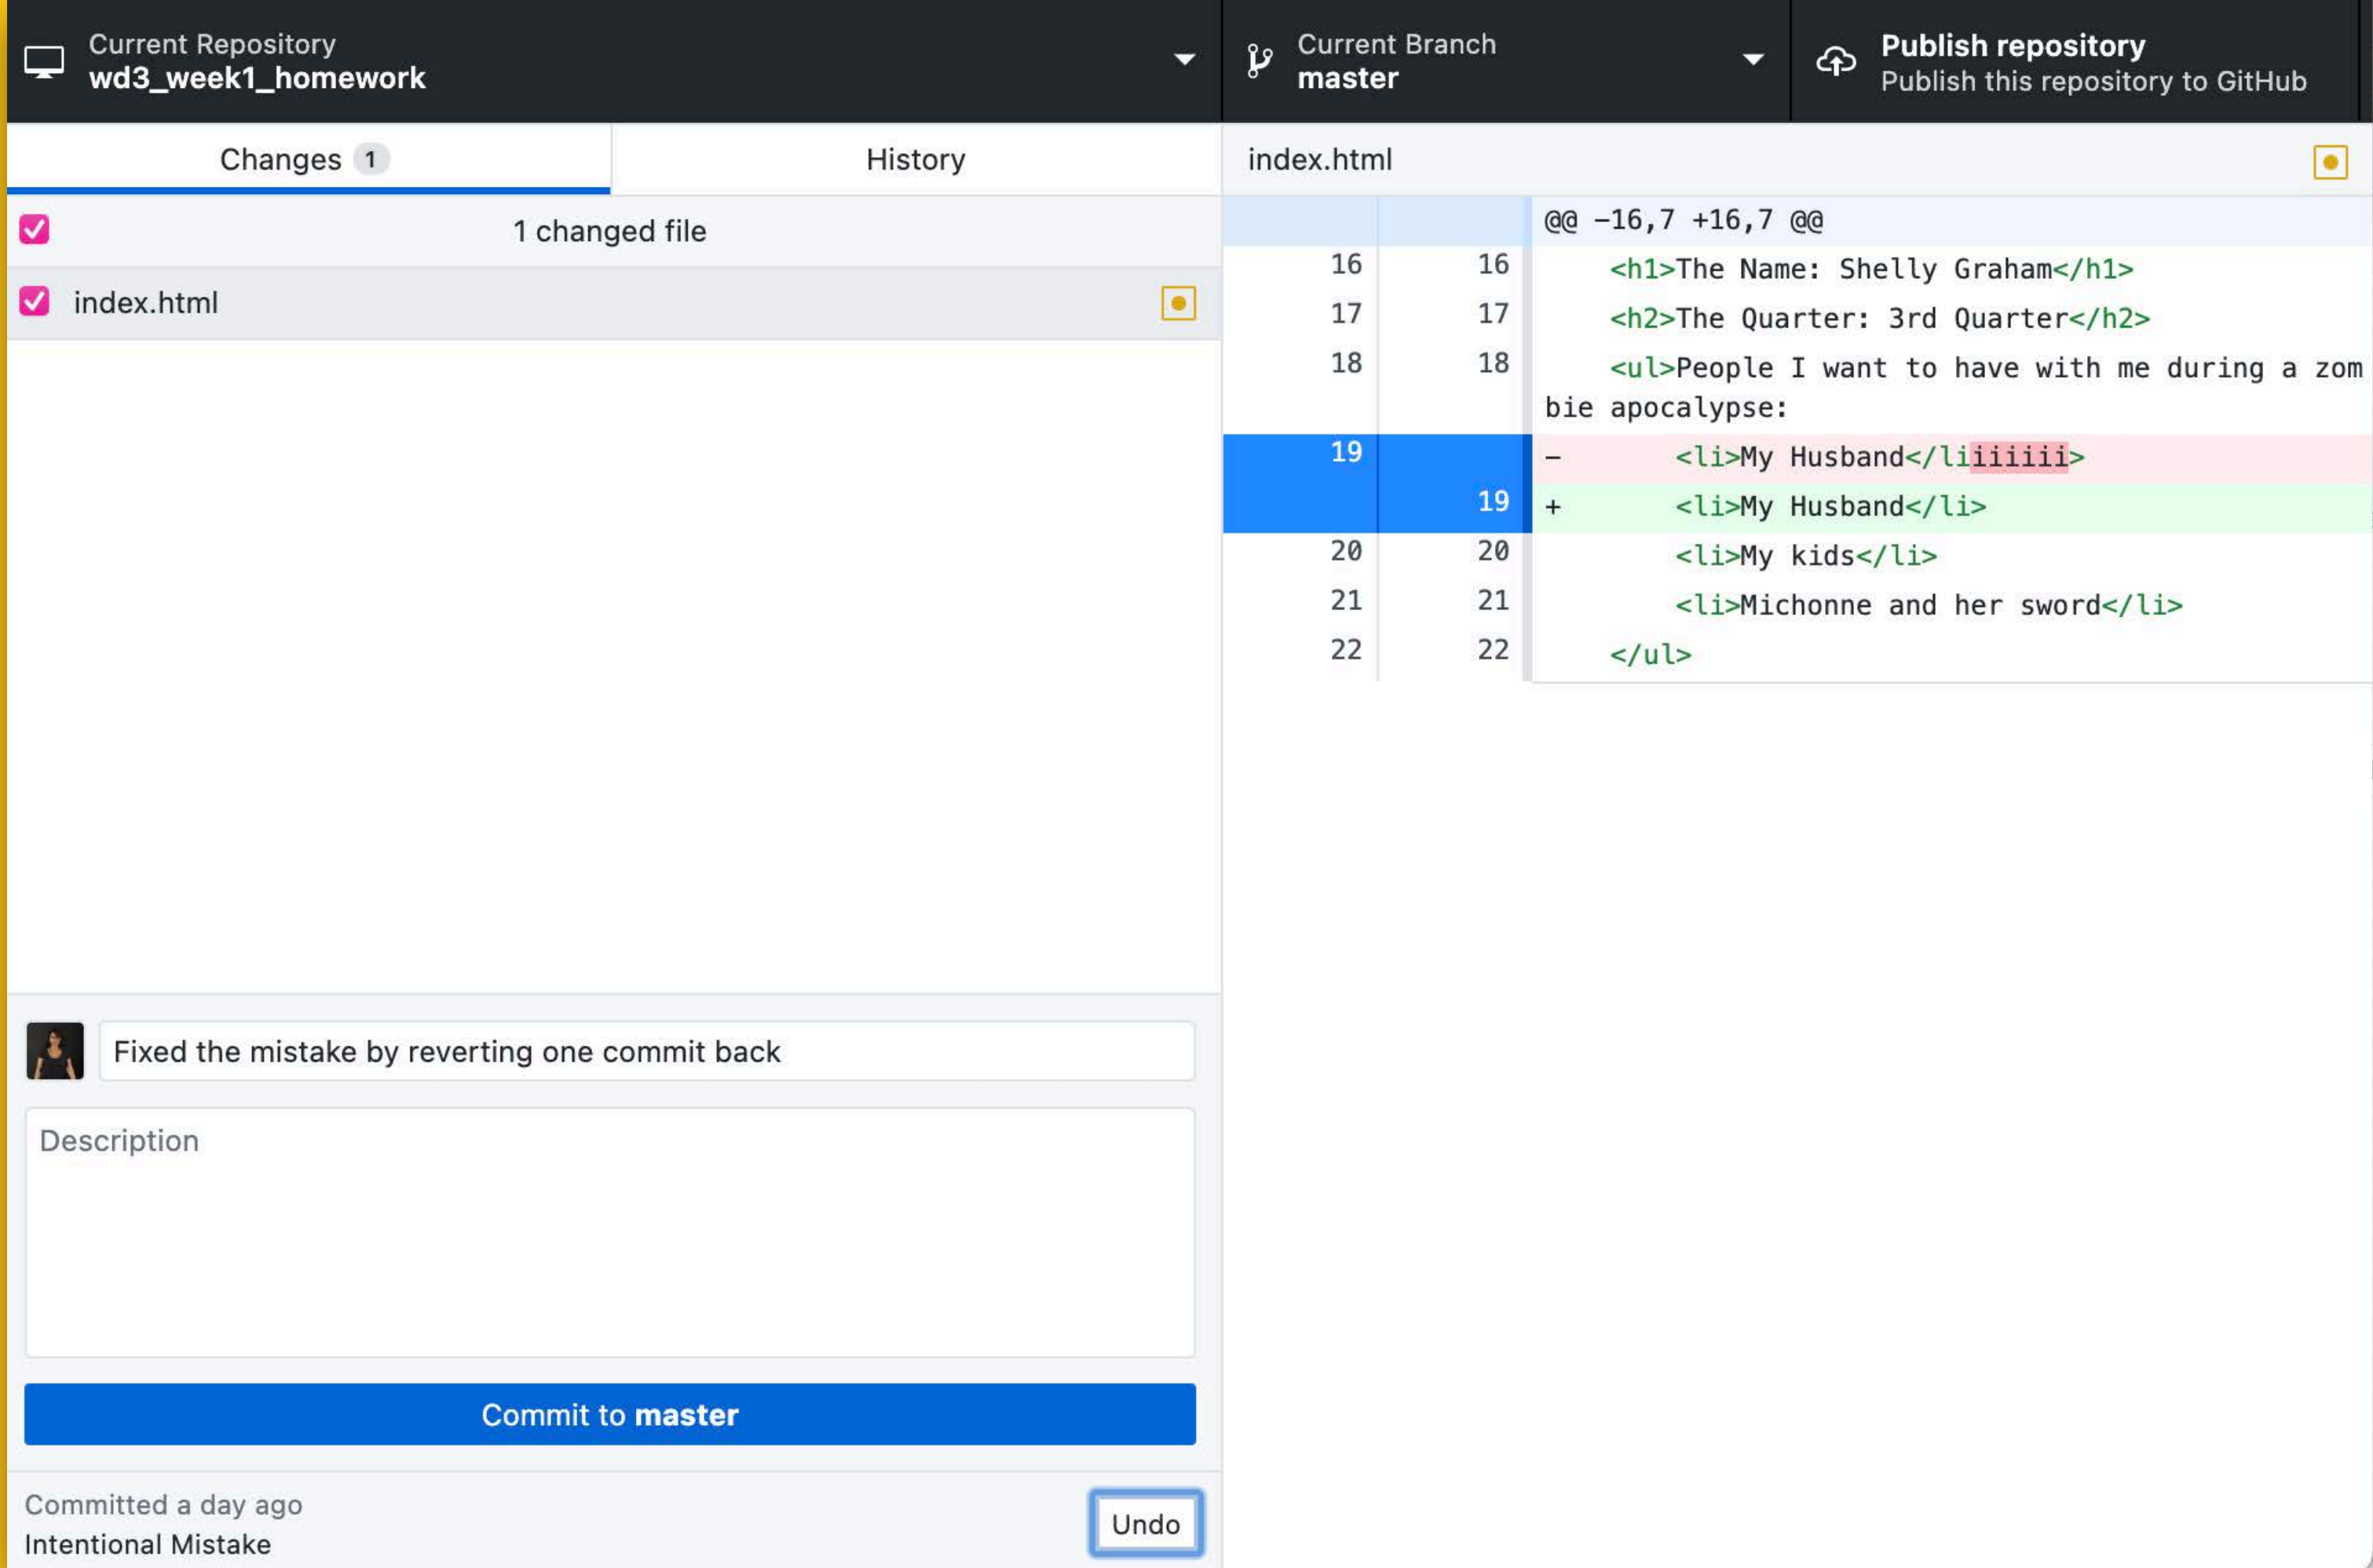 Current Repository
wd3_week1_homework
Current Branch
master
Publish repository
Publish this repository to GitHub
Changes 1
History
1 changed file
index.html
Fixed the mistake by reverting one commit back
Description
Commit to master
Committed a day ago
Intentional Mistake
Undo
index.html
@@ -16,7 +16,7 @@
16 16 <h1>The Name: Shelly Graham</h1>
17 17 <h2>The Quarter: 3rd Quarter</h2>
18 18 <ul>People I want to have with me during a zom
bie apocalypse:
19 - <li>My Husband</liiiiiii>
19 + <li>My Husband</li>
20 20 <li>My kids</li>
21 21 <li>Michonne and her sword</li>
22 22 </ul>